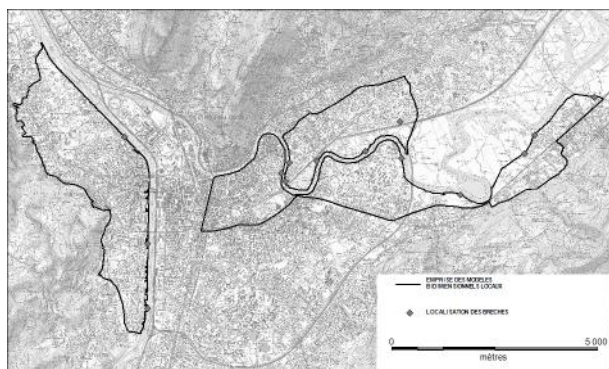 EMPRISE DES MODELES
BIDIMENSIONNELS LOCAUX
LOCALISATION DES BRECHES
0 5 000
mètres